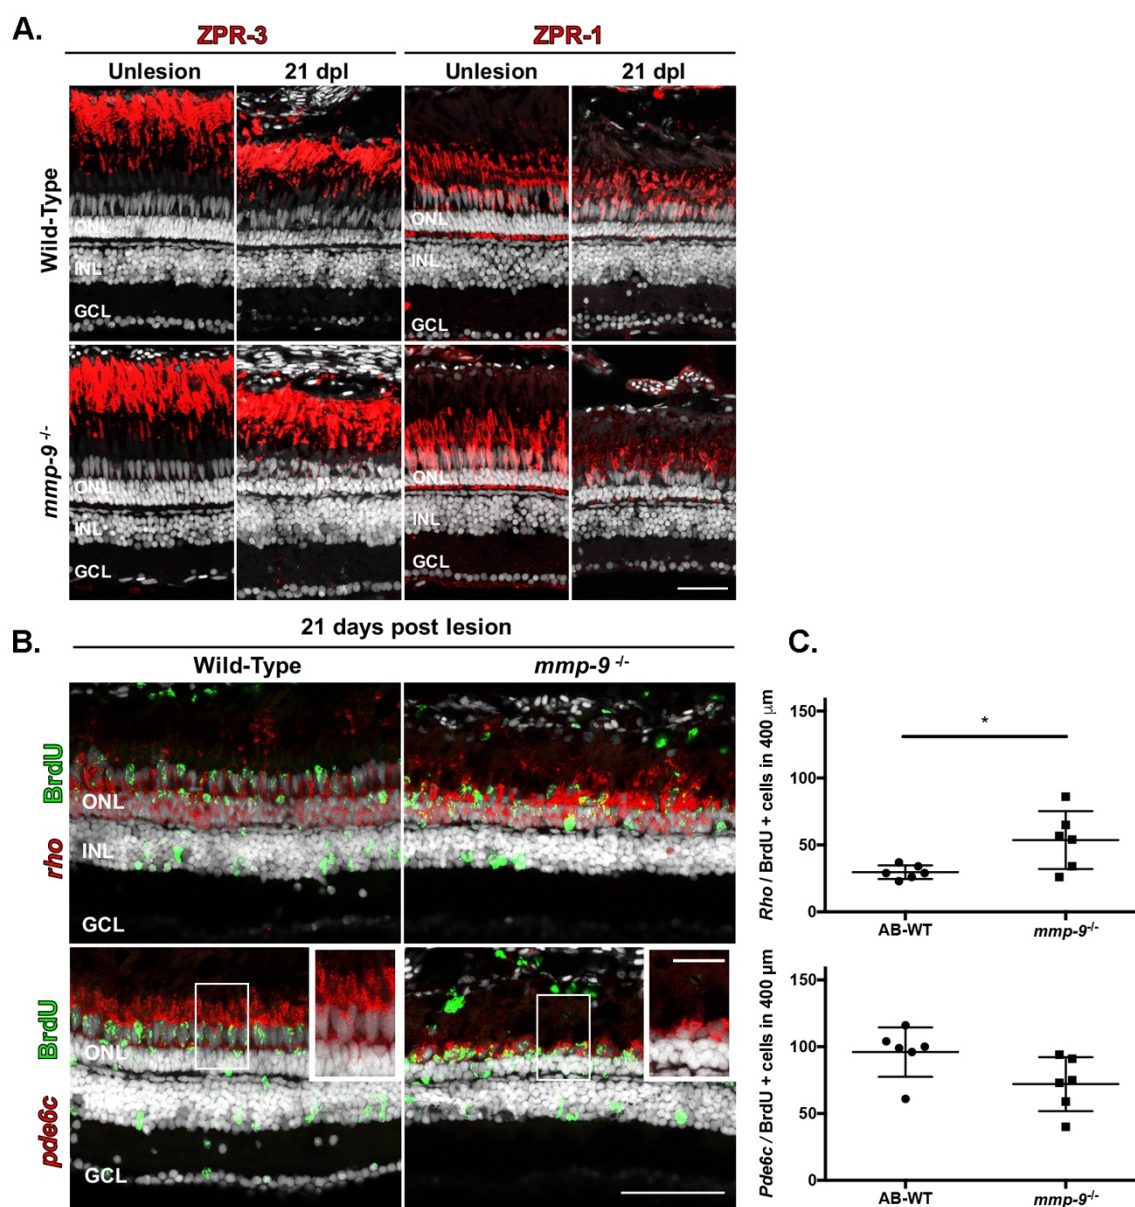 A.
ZPR-3 ZPR-1
Unlesion 21 dpl Unlesion 21 dpl
Wild-Type
ONL ONL
INL INL
GCL GCL
mmp-9 -/-
ONL ONL
INL INL
GCL GCL
B.
21 days post lesion
Wild-Type mmp-9 -/-
BrdU
rho
ONL
INL
GCL
BrdU
pde6c
ONL
GCL
C.
Rho / BrdU + cells in 400 µm
150
100
50
0
*
AB-WT mmp-9-/-
Pde6c / BrdU + cells in 400 µm
150
100
50
0
AB-WT mmp-9-/-